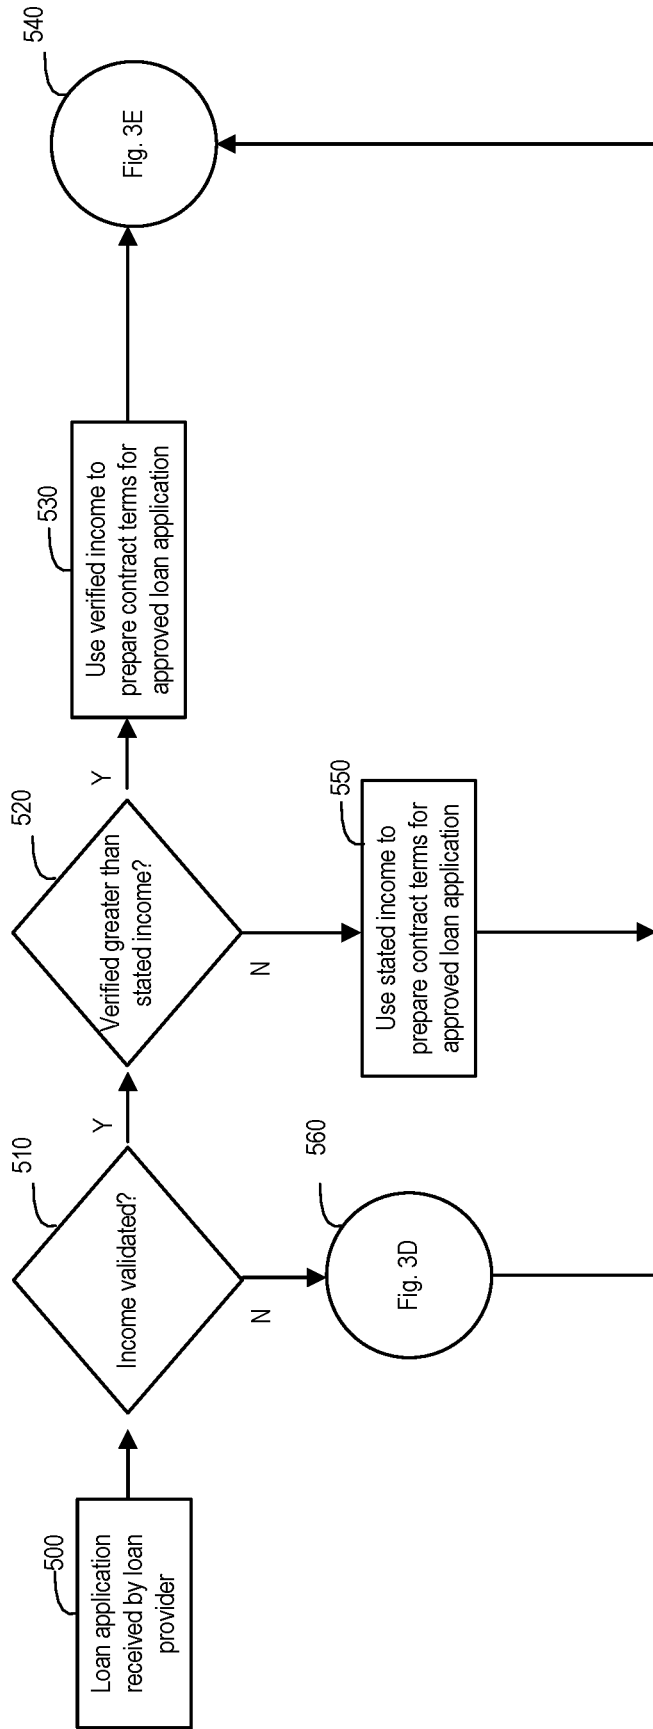 500
Loan application
received by loan
provider
510
Income validated?
Y
N
520
Verified greater than
stated income?
Y
N
530
Use verified income to
prepare contract terms for
approved loan application
540
Fig. 3E
560
Fig. 3D
550
Use stated income to
prepare contract terms for
approved loan application